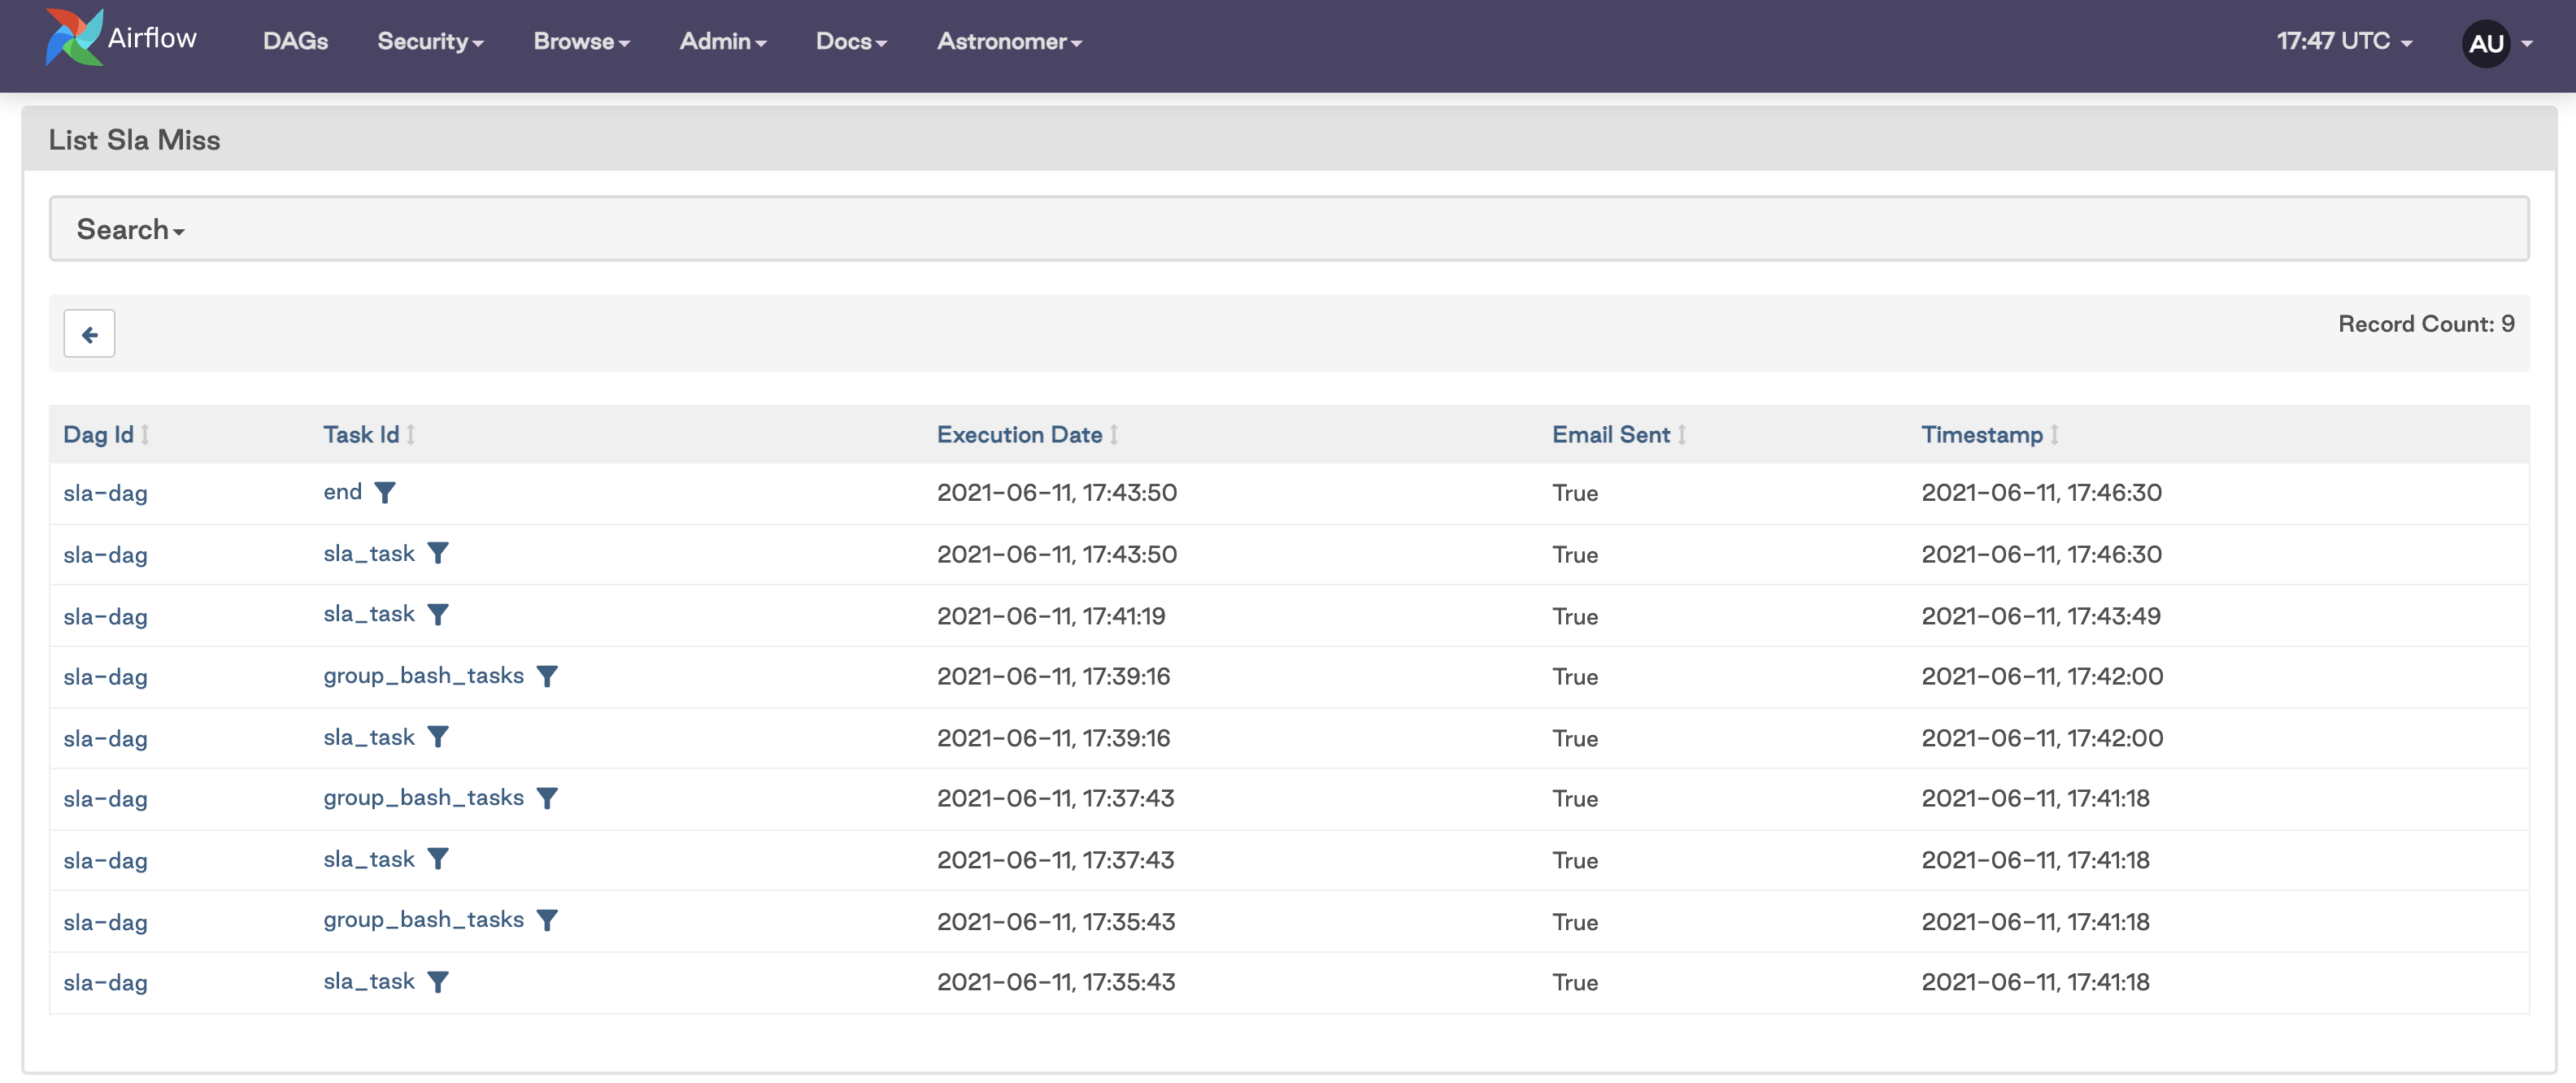 Airflow DAGs Security Browse Admin Docs Astronomer 17:47 UTC AU
List Sla Miss
Search
Record Count: 9
Dag Id Task Id Execution Date Email Sent Timestamp
sla-dag end 2021-06-11, 17:43:50 True 2021-06-11, 17:46:30
sla-dag sla_task 2021-06-11, 17:43:50 True 2021-06-11, 17:46:30
sla-dag sla_task 2021-06-11, 17:41:19 True 2021-06-11, 17:43:49
sla-dag group_bash_tasks 2021-06-11, 17:39:16 True 2021-06-11, 17:42:00
sla-dag sla_task 2021-06-11, 17:39:16 True 2021-06-11, 17:42:00
sla-dag group_bash_tasks 2021-06-11, 17:37:43 True 2021-06-11, 17:41:18
sla-dag sla_task 2021-06-11, 17:37:43 True 2021-06-11, 17:41:18
sla-dag group_bash_tasks 2021-06-11, 17:35:43 True 2021-06-11, 17:41:18
sla-dag sla_task 2021-06-11, 17:35:43 True 2021-06-11, 17:41:18